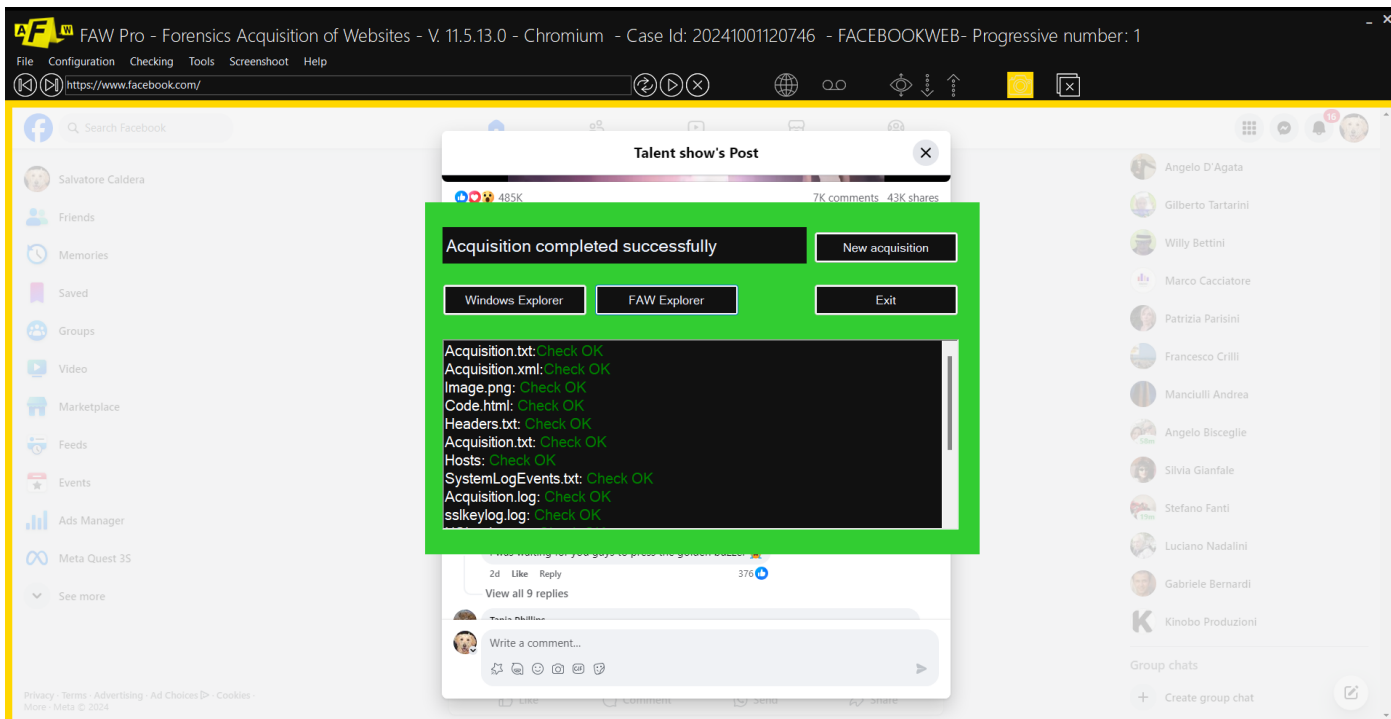 FAW
FAW Pro - Forensics Acquisition of Websites - V. 11.5.13.0 - Chromium - Case Id: 20241001120746 - FACEBOOKWEB- Progressive number: 1
File Configuration Checking Tools Screenshoot Help
https://www.facebook.com/
Search Facebook
16
Salvatore Caldera
Friends
Memories
Saved
Groups
Video
Marketplace
Feeds
Events
Ads Manager
Meta Quest 3S
See more
Privacy · Terms · Advertising · Ad Choices · Cookies ·
More · Meta © 2024
Talent show's Post
485K
7K comments 43K shares
Acquisition completed successfully
New acquisition
Windows Explorer
FAW Explorer
Exit
Acquisition.txt:Check OK
Acquisition.xml:Check OK
Image.png: Check OK
Code.html: Check OK
Headers.txt: Check OK
Acquisition.txt: Check OK
Hosts: Check OK
SystemLogEvents.txt: Check OK
Acquisition.log: Check OK
sslkeylog.log: Check OK
I was waiting for you guys to press the golden buzzer
2d Like Reply
376
View all 9 replies
Tania Phillips
Write a comment...
GIF
Like
Comment
Send
Share
Angelo D'Agata
Gilberto Tartarini
Willy Bettini
Marco Cacciatore
Patrizia Parisini
Francesco Crilli
Manciulli Andrea
Angelo Bisceglie
Silvia Gianfale
Stefano Fanti
Luciano Nadalini
Gabriele Bernardi
Kinobo Produzioni
Group chats
Create group chat